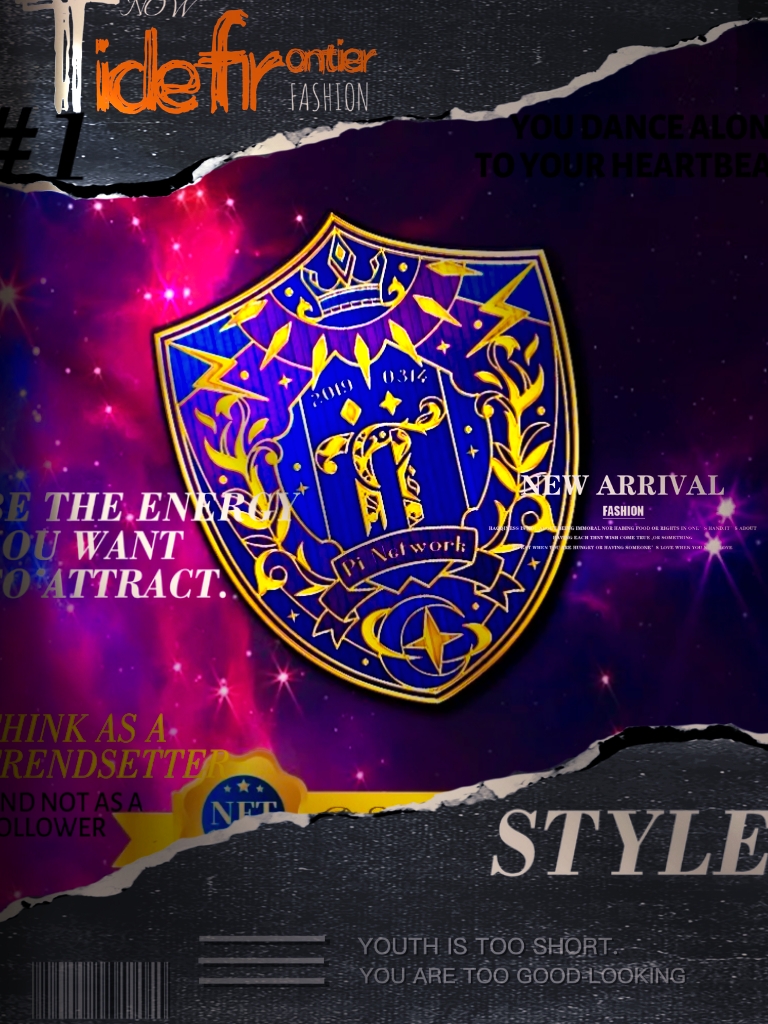 NOW
Tidefrontier
FASHION
#1
YOU DANCE ALON
TO YOUR HEARTBEA
2019 0314
Pi Network
NEW ARRIVAL
FASHION
BE THE ENERGY
YOU WANT
TO ATTRACT.
THINK AS A
TRENDSETTER
ND NOT AS A
OLLOWER
NFT
STYLE
YOUTH IS TOO SHORT.
YOU ARE TOO GOOD-LOOKING